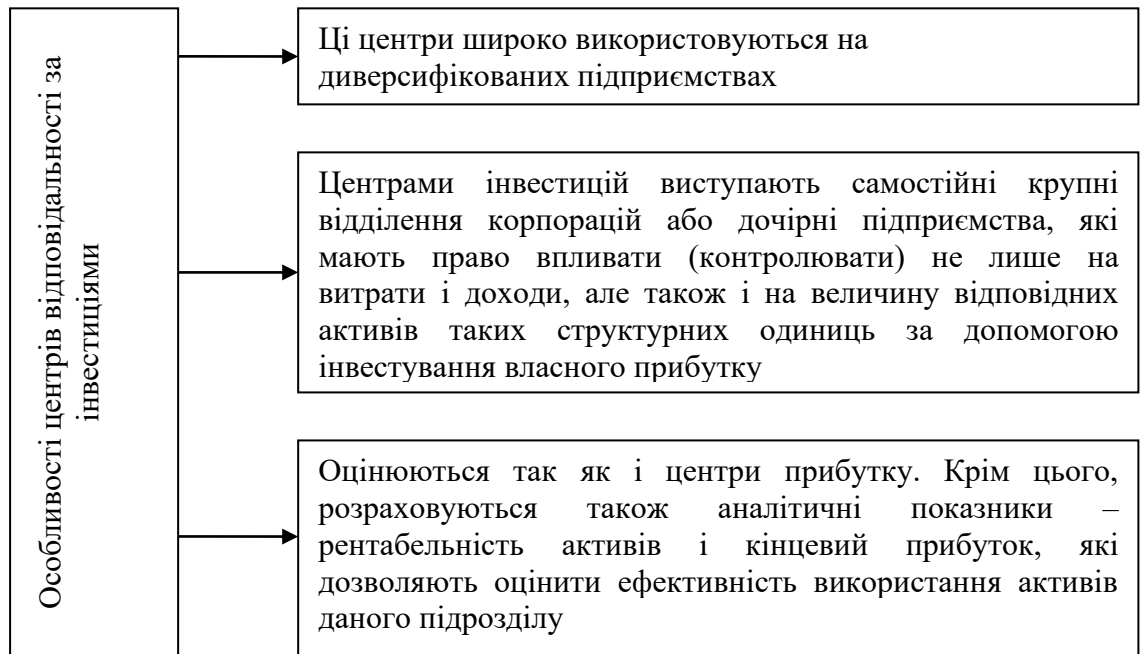 Особливості центрів відповідальності за
інвестиціями
Ці центри широко використовуються на
диверсифікованих підприємствах
Центрами інвестицій виступають самостійні крупні
відділення корпорацій або дочірні підприємства, які
мають право впливати (контролювати) не лише на
витрати і доходи, але також і на величину відповідних
активів таких структурних одиниць за допомогою
інвестування власного прибутку
Оцінюються так як і центри прибутку. Крім цього,
розраховуються також аналітичні показники –
рентабельність активів і кінцевий прибуток, які
дозволяють оцінити ефективність використання активів
даного підрозділу